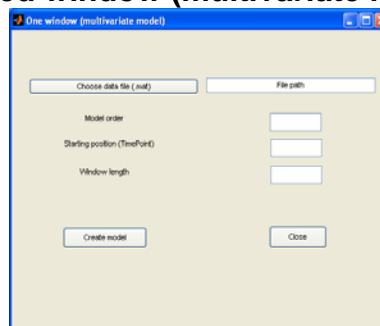 One window (multivariate model)
Choose data file (.mat) File path
Model order
Starting position (TimePoint)
Window length
Create model Close